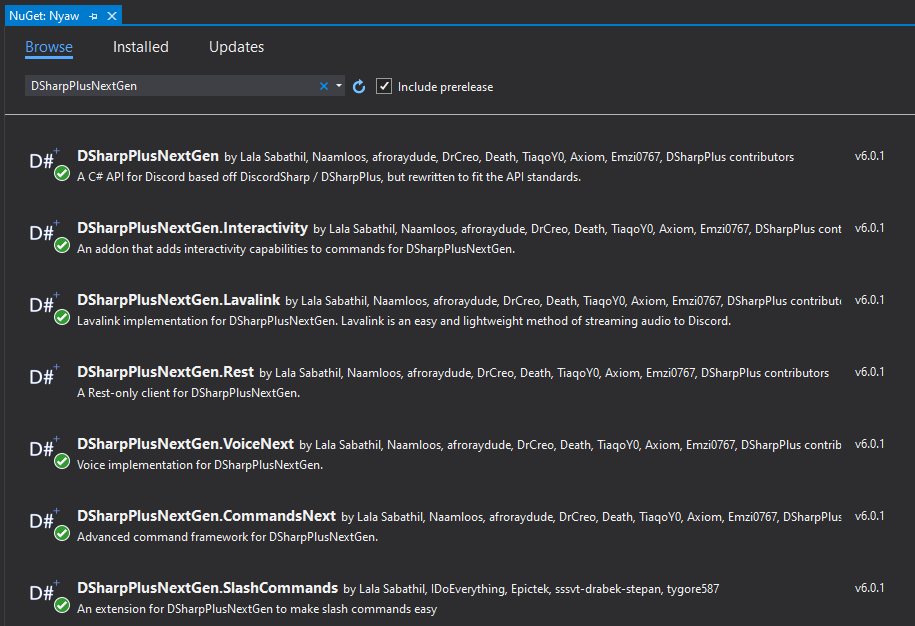 NuGet: Nyaw
Browse Installed Updates
DSharpPlusNextGen Include prerelease
D#+ DSharpPlusNextGen by Lala Sabathil, Naamloos, afroraydude, DrCreo, Death, TiaqoY0, Axiom, Emzi0767, DSharpPlus contributors v6.0.1
A C# API for Discord based off DiscordSharp / DSharpPlus, but rewritten to fit the API standards.
D#+ DSharpPlusNextGen.Interactivity by Lala Sabathil, Naamloos, afroraydude, DrCreo, Death, TiaqoY0, Axiom, Emzi0767, DSharpPlus cont v6.0.1
An addon that adds interactivity capabilities to commands for DSharpPlusNextGen.
D#+ DSharpPlusNextGen.Lavalink by Lala Sabathil, Naamloos, afroraydude, DrCreo, Death, TiaqoY0, Axiom, Emzi0767, DSharpPlus contribut v6.0.1
Lavalink implementation for DSharpPlusNextGen. Lavalink is an easy and lightweight method of streaming audio to Discord.
D#+ DSharpPlusNextGen.Rest by Lala Sabathil, Naamloos, afroraydude, DrCreo, Death, TiaqoY0, Axiom, Emzi0767, DSharpPlus contributors v6.0.1
A Rest-only client for DSharpPlusNextGen.
D#+ DSharpPlusNextGen.VoiceNext by Lala Sabathil, Naamloos, afroraydude, DrCreo, Death, TiaqoY0, Axiom, Emzi0767, DSharpPlus contrib v6.0.1
Voice implementation for DSharpPlusNextGen.
D#+ DSharpPlusNextGen.CommandsNext by Lala Sabathil, Naamloos, afroraydude, DrCreo, Death, TiaqoY0, Axiom, Emzi0767, DSharpPlus v6.0.1
Advanced command framework for DSharpPlusNextGen.
D#+ DSharpPlusNextGen.SlashCommands by Lala Sabathil, IDoEverything, Epictek, sssvt-drabek-stepan, tygore587 v6.0.1
An extension for DSharpPlusNextGen to make slash commands easy